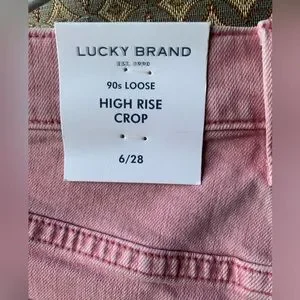 LUCKY BRAND
EST. 1990
90s LOOSE
HIGH RISE
CROP
6/28